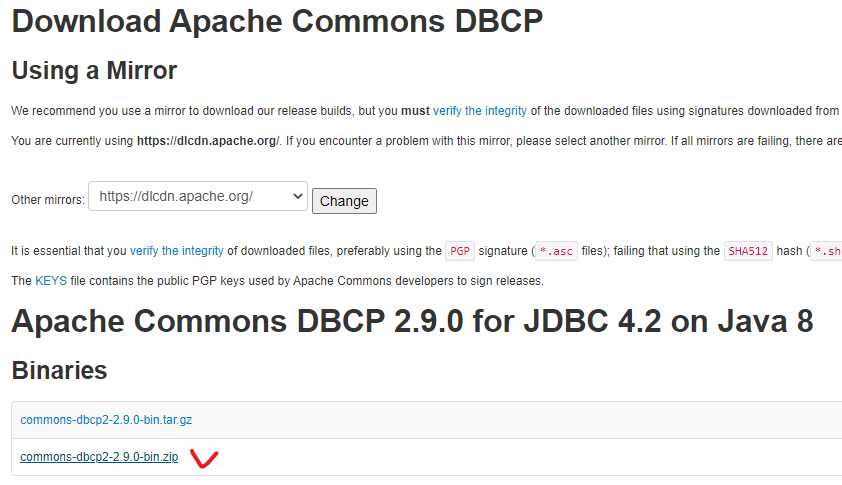 Download Apache Commons DBCP
Using a Mirror
We recommend you use a mirror to download our release builds, but you must verify the integrity of the downloaded files using signatures downloaded from
You are currently using https://dlcdn.apache.org/. If you encounter a problem with this mirror, please select another mirror. If all mirrors are failing, there are
Other mirrors: https://dlcdn.apache.org/ Change
It is essential that you verify the integrity of downloaded files, preferably using the PGP signature (*.asc files); failing that using the SHA512 hash (*.sh
The KEYS file contains the public PGP keys used by Apache Commons developers to sign releases.
Apache Commons DBCP 2.9.0 for JDBC 4.2 on Java 8
Binaries
commons-dbcp2-2.9.0-bin.tar.gz
commons-dbcp2-2.9.0-bin.zip